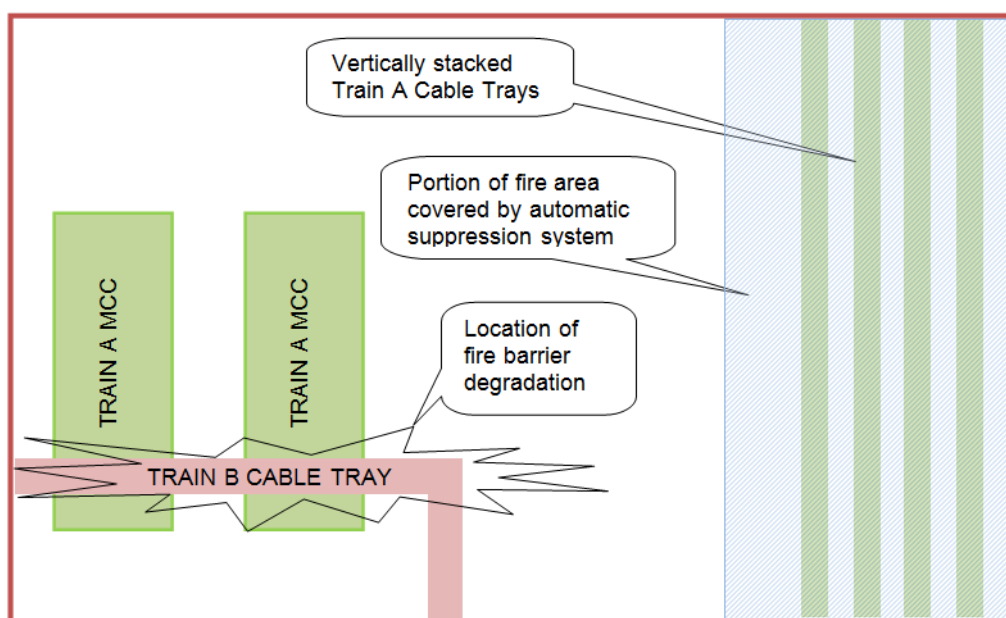 Vertically stacked
Train A Cable Trays
Portion of fire area
covered by automatic
suppression system
Location of
fire barrier
degradation
TRAIN A MCC
TRAIN A MCC
TRAIN B CABLE TRAY